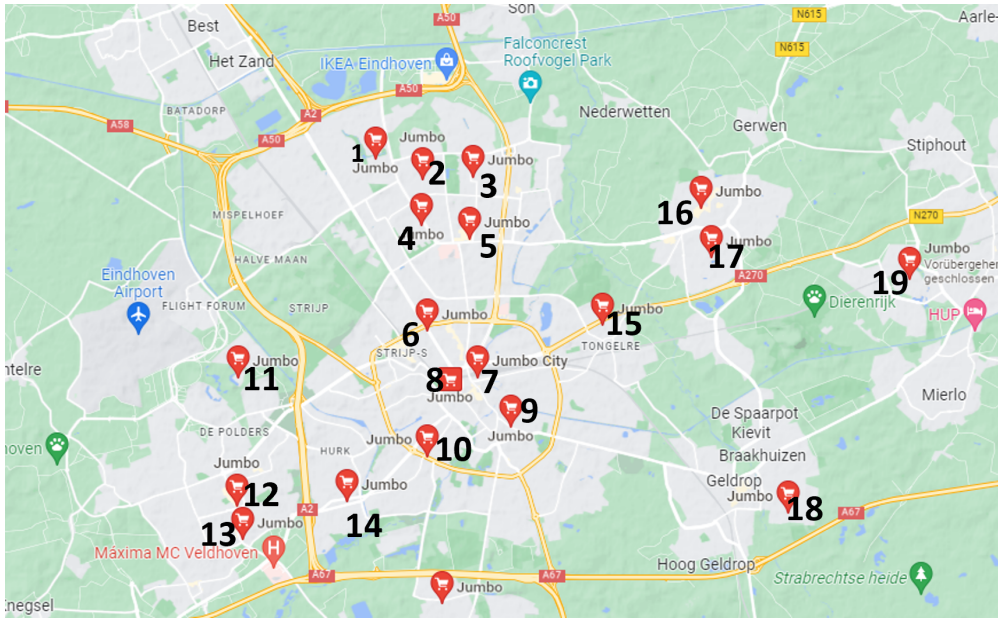 Son
A50
N615
Aarle-
Best
Falconcrest
Roofvogel Park
N615
Het Zand
IKEA Eindhoven
A50
BATADORP
A2
Nederwetten
Gerwen
A58
A50
1
Jumbo
Jumbo
2
3
Jumbo
Stiphout
16
Jumbo
MISPELHOEF
4
Jumbo
5
Jumbo
N270
17
Jumbo
HALVE MAAN
Eindhoven
Airport
A270
19
Jumbo
Vorübergehen
geschlossen
FLIGHT FORUM
STRIJP
Dierenrijk
HUP
6
Jumbo
15
Jumbo
TONGELRE
STRIJP-S
11
Jumbo
7
Jumbo City
8
Jumbo
ntelre
Mierlo
9
Jumbo
De Spaarpot
Kievit
DE POLDERS
HURK
Jumbo
10
hoven
Braakhuizen
Jumbo
12
Jumbo
14
Geldrop
Jumbo
18
A2
A67
13
Jumbo
Máxima MC Veldhoven
Hoog Geldrop
A67
A67
Strabrechtse heide
Jumbo
knegsel